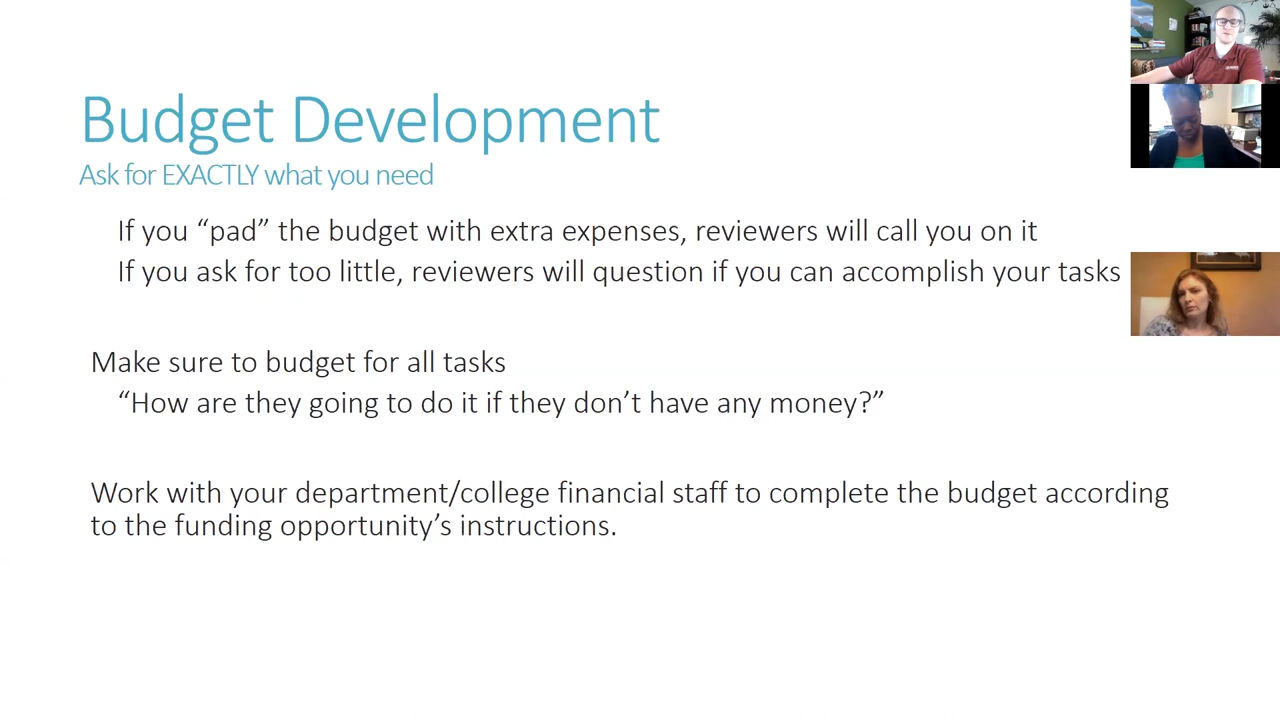 Budget Development
Ask for EXACTLY what you need
If you “pad” the budget with extra expenses, reviewers will call you on it
If you ask for too little, reviewers will question if you can accomplish your tasks
Make sure to budget for all tasks
“How are they going to do it if they don’t have any money?”
Work with your department/college financial staff to complete the budget according
to the funding opportunity’s instructions.